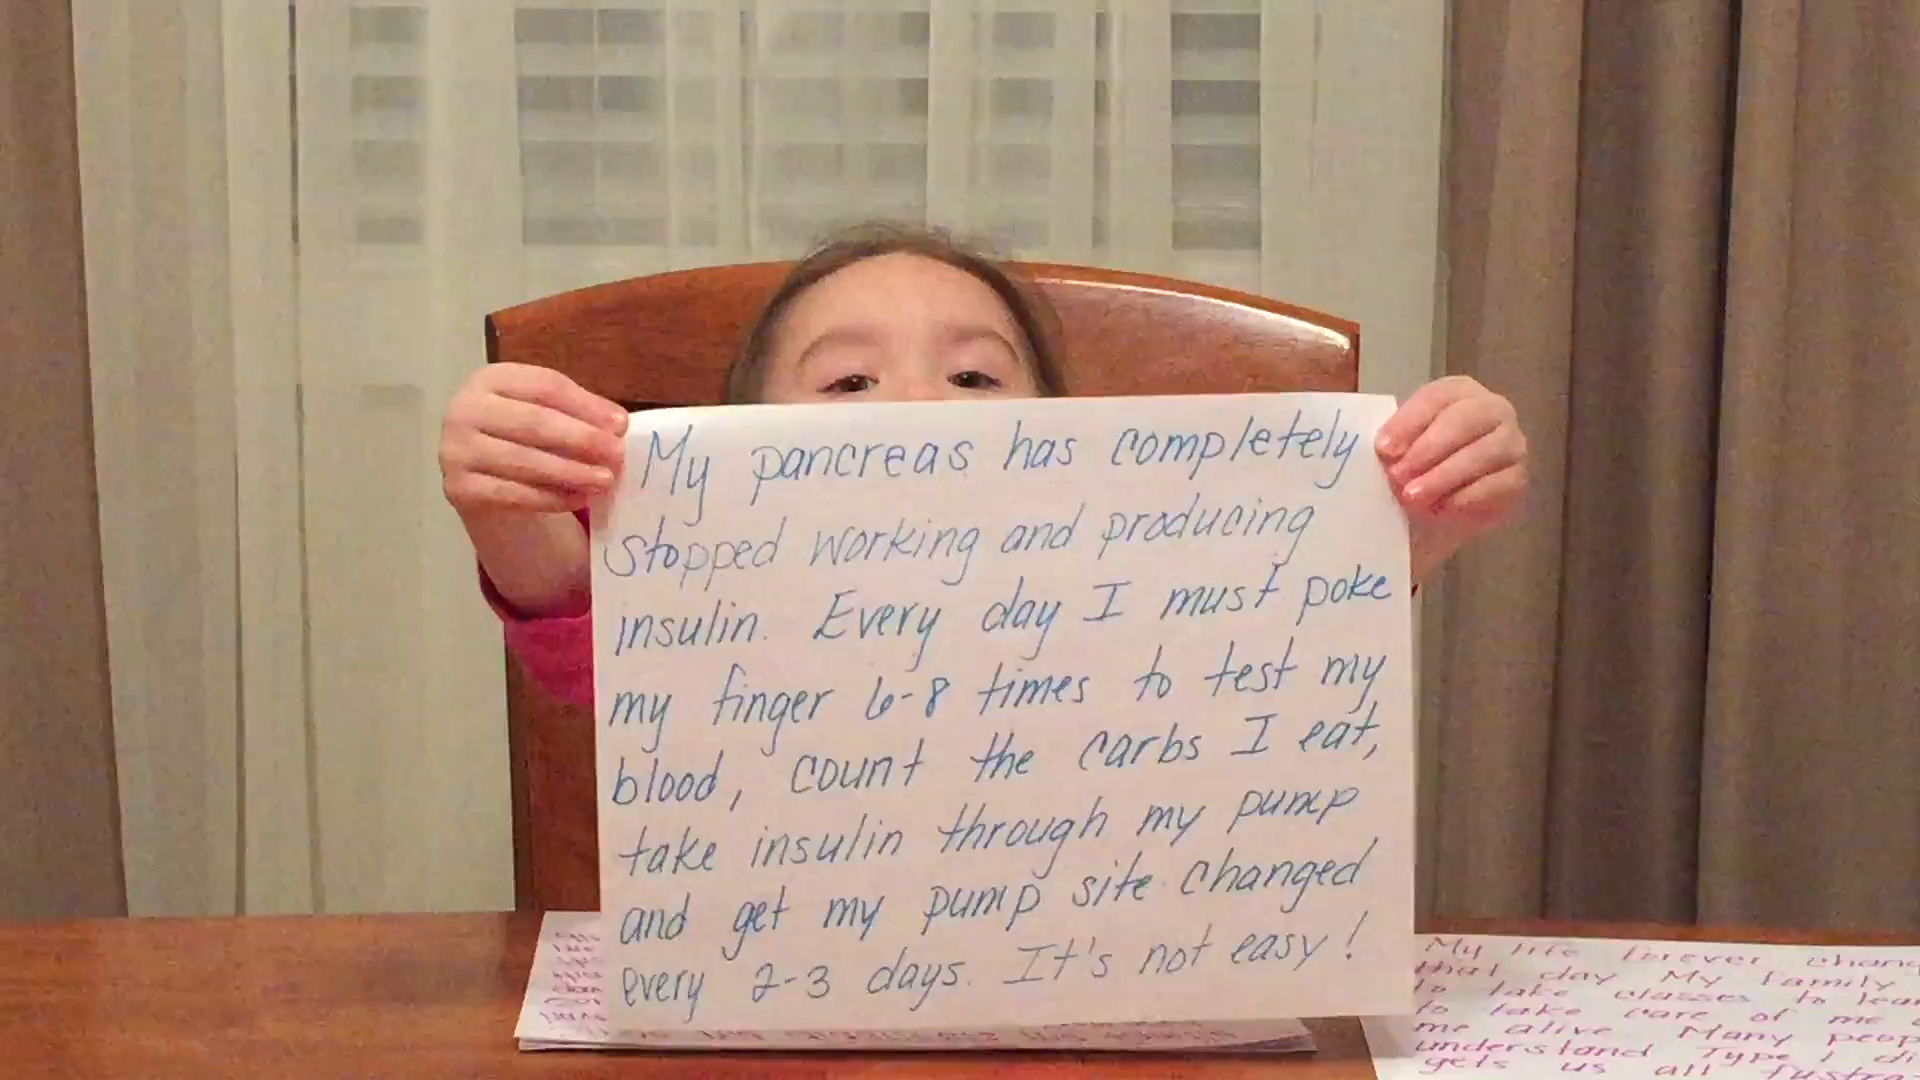 My pancreas has completely
stopped working and producing
insulin. Every day I must poke
my finger 6-8 times to test my
blood, count the carbs I eat,
take insulin through my pump
and get my pump site changed
every 2-3 days. It's not easy!
My life forever
that day My family
to take classes to
to take care of me
me alive Many
understand Type 1
gets us all